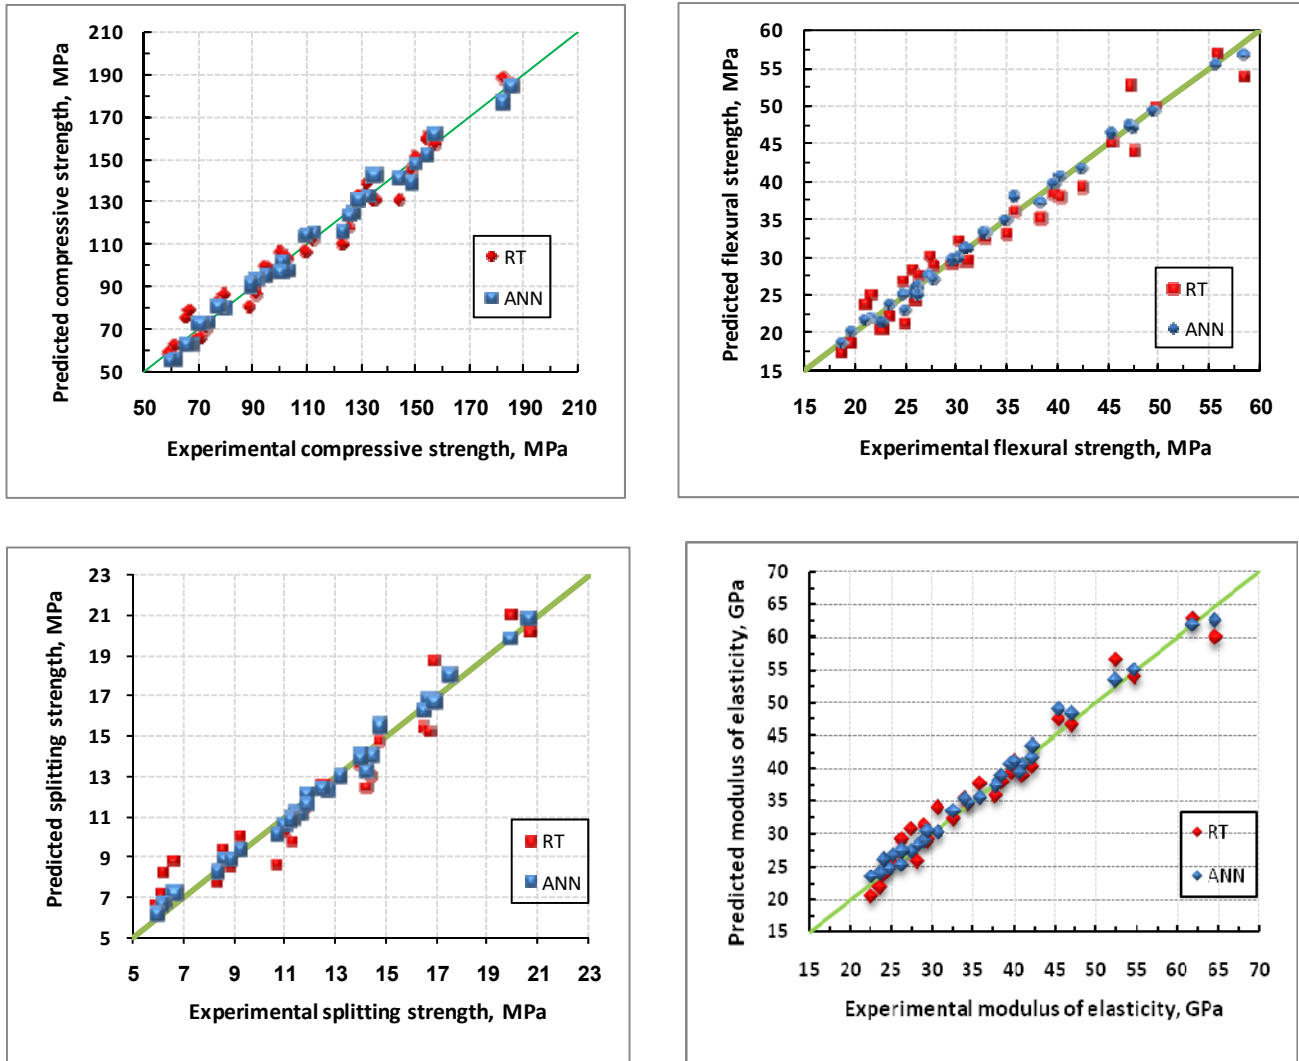 Predicted compressive strength, MPa
210
190
170
150
130
110
90
70
50
50 70 90 110 130 150 170 190 210
Experimental compressive strength, MPa
RT
ANN
Predicted flexural strength, MPa
60
55
50
45
40
35
30
25
20
15
15 20 25 30 35 40 45 50 55 60
Experimental flexural strength, MPa
RT
ANN
Predicted splitting strength, MPa
23
21
19
17
15
13
11
9
7
5
5 7 9 11 13 15 17 19 21 23
Experimental splitting strength, MPa
RT
ANN
Predicted modulus of elasticity, GPa
70
65
60
55
50
45
40
35
30
25
20
15
15 20 25 30 35 40 45 50 55 60 65 70
Experimental modulus of elasticity, GPa
RT
ANN